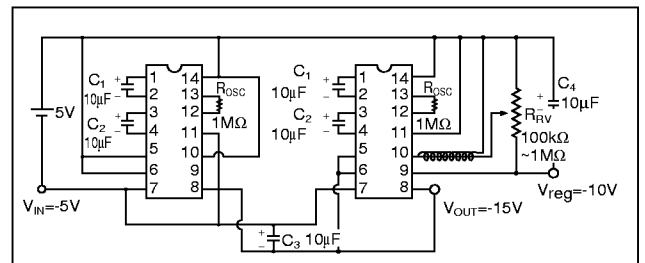 5V
VIN=-5V
C1
+
10μF
−
C2
+
10μF
−
1
2
3
4
5
6
7
14
13
12
11
10
9
8
ROSC
1MΩ
+
−
C3 10μF
C1
+
10μF
−
C2
+
10μF
−
1
2
3
4
5
6
7
14
13
12
11
10
9
8
ROSC
1MΩ
RRV
100kΩ
~1MΩ
+
C4
−
10μF
Vreg=-10V
VOUT=-15V